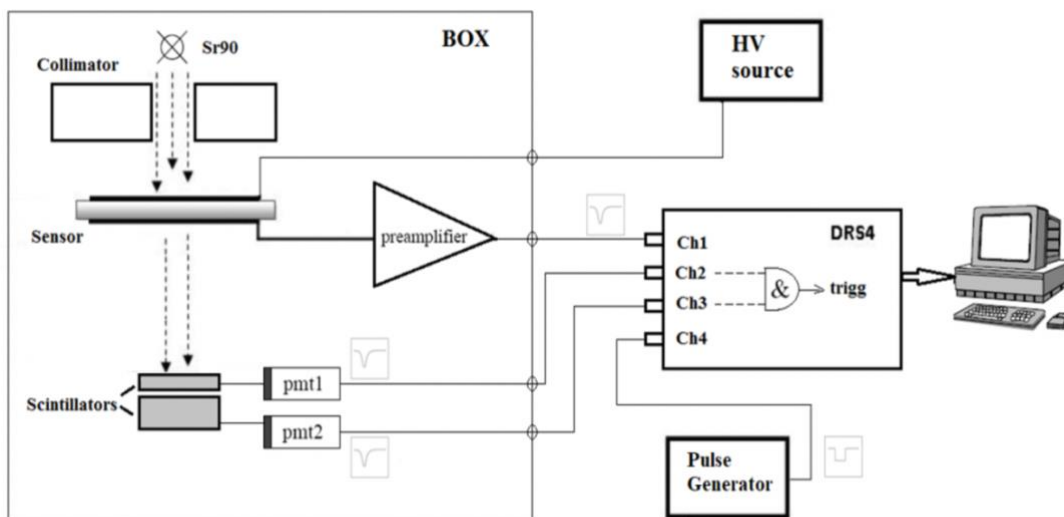 BOX
Sr90
Collimator
HV
source
Sensor
preamplifier
DRS4
Ch1
Ch2
Ch3
Ch4
&
trigg
Scintillators
pmt1
pmt2
Pulse
Generator